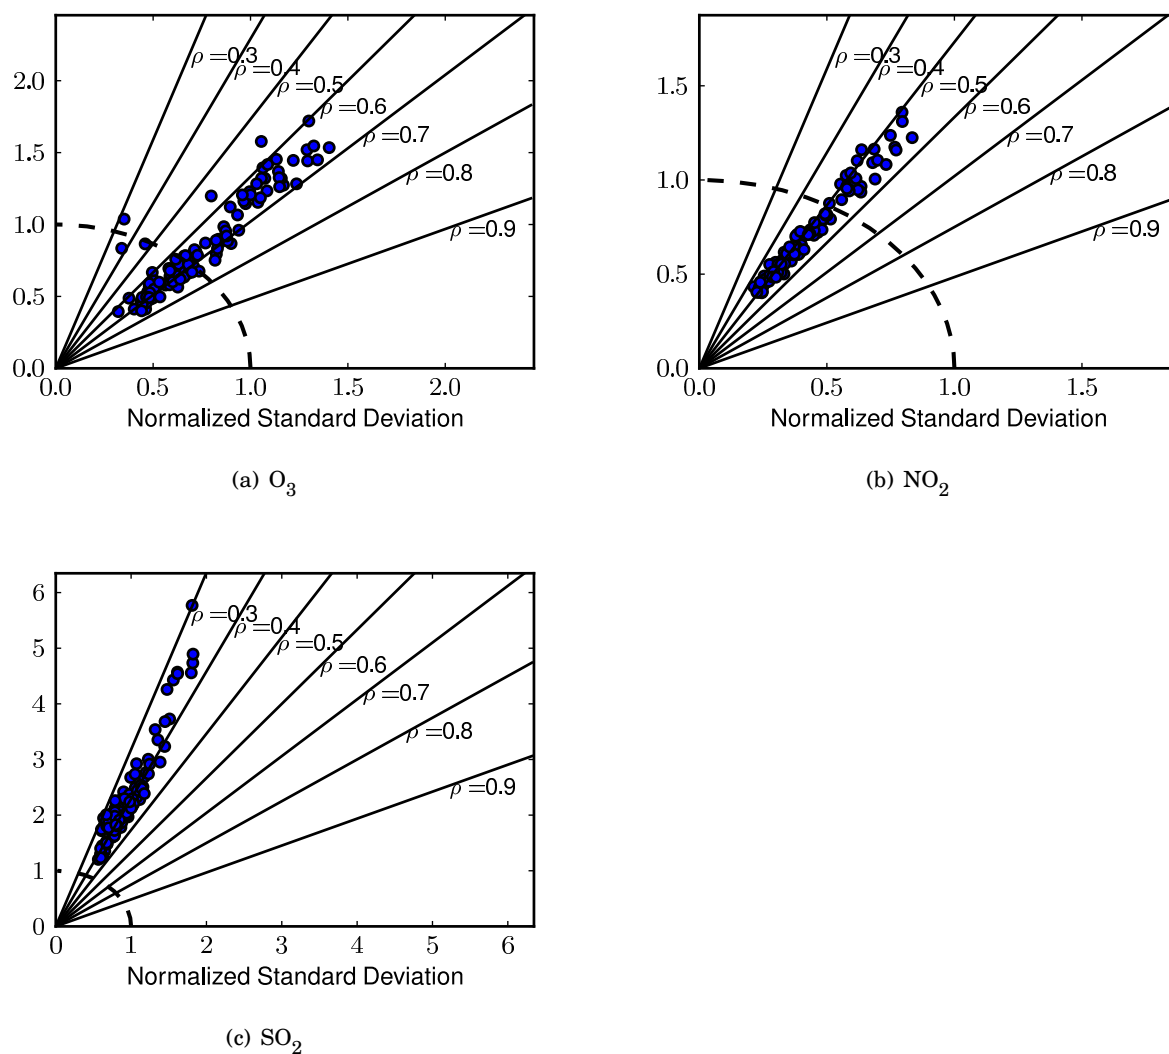 2.0
1.5
1.0
0.5
0.0
ρ=0.3
ρ=0.4
ρ=0.5
ρ=0.6
ρ=0.7
ρ=0.8
ρ=0.9
0.0 0.5 1.0 1.5 2.0
Normalized Standard Deviation
(a) O3
1.5
1.0
0.5
0.0
ρ=0.3
ρ=0.4
ρ=0.5
ρ=0.6
ρ=0.7
ρ=0.8
ρ=0.9
0.0 0.5 1.0 1.5
Normalized Standard Deviation
(b) NO2
6
5
4
3
2
1
0
ρ=0.3
ρ=0.4
ρ=0.5
ρ=0.6
ρ=0.7
ρ=0.8
ρ=0.9
0 1 2 3 4 5 6
Normalized Standard Deviation
(c) SO2